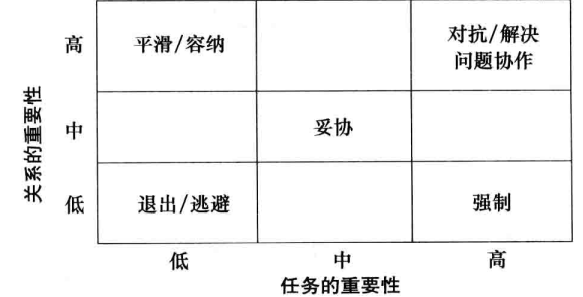 高
平滑/容纳
对抗/解决
问题协作
关系的重要性
中
妥协
低
退出/逃避
强制
低
中
高
任务的重要性